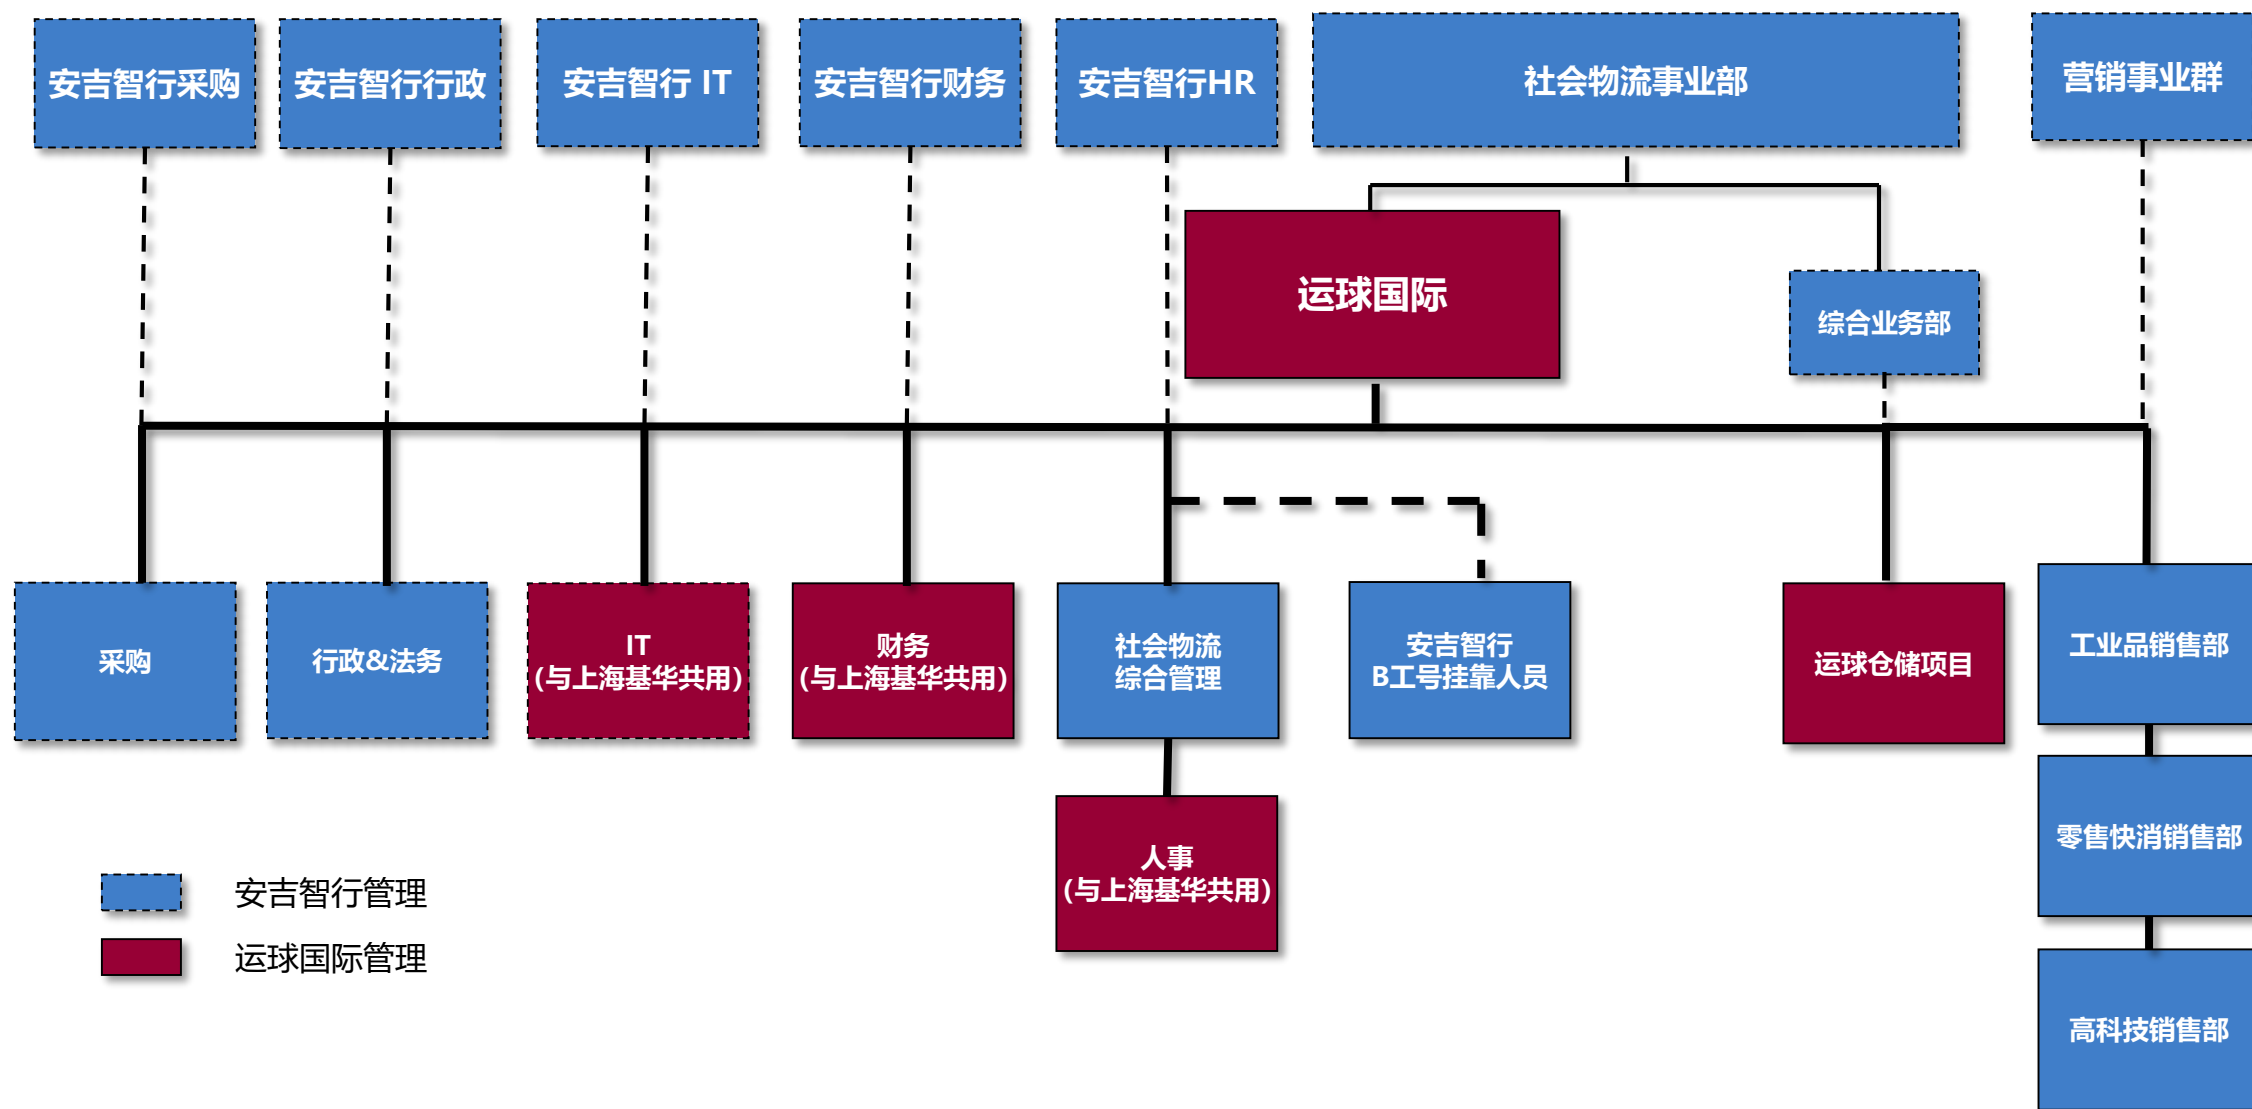 安吉智行采购
安吉智行行政
安吉智行 IT
安吉智行财务
安吉智行HR
社会物流事业部
营销事业群
运球国际
综合业务部
采购
行政&法务
IT
(与上海基华共用)
财务
(与上海基华共用)
社会物流
综合管理
安吉智行
B工号挂靠人员
运球仓储项目
工业品销售部
零售快消销售部
人事
(与上海基华共用)
高科技销售部
安吉智行管理
运球国际管理